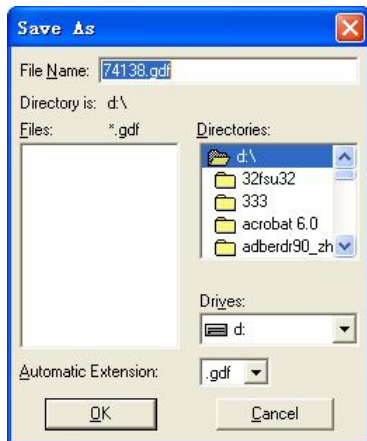 Save As
File Name: 74138.gdf
Directory is: d:\
Files: *.gdf
Directories:
d:\
32fsu32
333
acrobat 6.0
adberdr90_zh
Drives:
d:
Automatic Extension: .gdf
OK Cancel